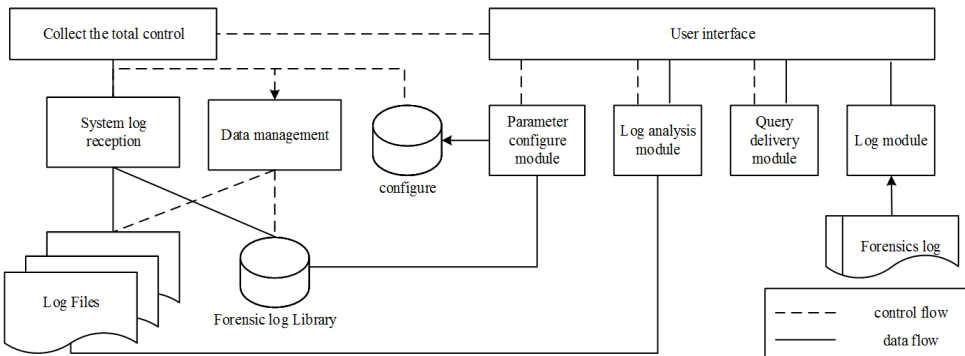 Collect the total control
User interface
System log
reception
Data management
configure
Parameter
configure
module
Log analysis
module
Query
delivery
module
Log module
Forensics log
Log Files
Forensic log Library
control flow
data flow